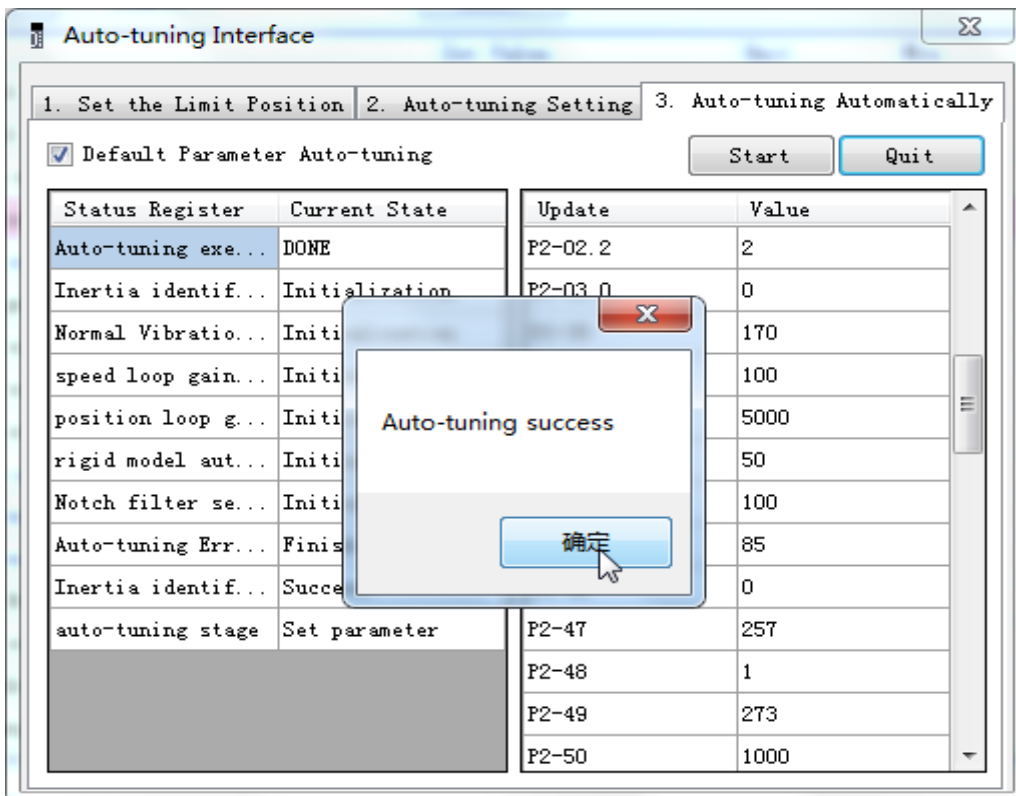 Auto-tuning Interface
1. Set the Limit Position 2. Auto-tuning Setting 3. Auto-tuning Automatically
Default Parameter Auto-tuning Start Quit
Status Register Current State Update Value
Auto-tuning exe... DONE P2-02.2 2
Inertia identif... Initialization P2-03.0 0
Normal Vibratio... Initi 170
speed loop gain... Initi 100
position loop g... Initi Auto-tuning success 5000
rigid model aut... Initi 50
Notch filter se... Initi 100
Auto-tuning Err... Finis 确定 85
Inertia identif... Succe 0
auto-tuning stage Set parameter P2-47 257
P2-48 1
P2-49 273
P2-50 1000